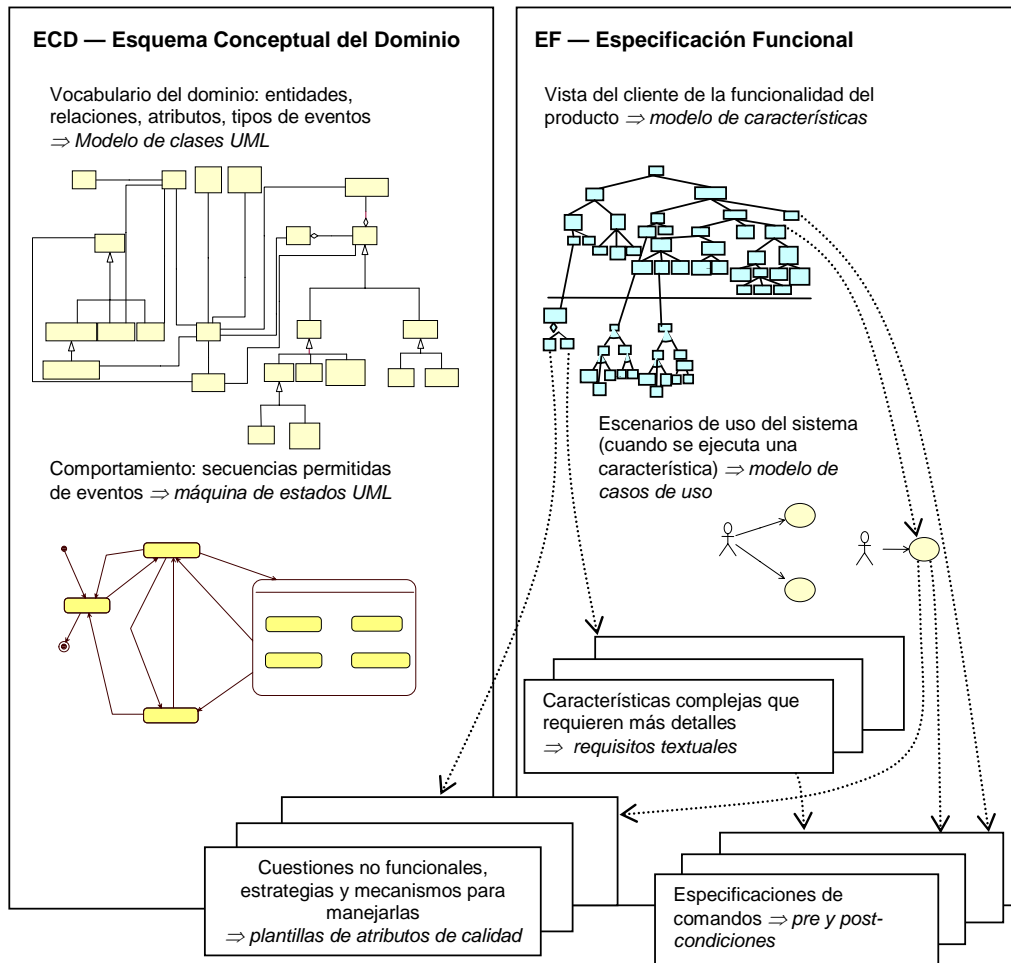 ECD — Esquema Conceptual del Dominio
Vocabulario del dominio: entidades,
relaciones, atributos, tipos de eventos
⇒ Modelo de clases UML
Comportamiento: secuencias permitidas
de eventos ⇒ máquina de estados UML
EF — Especificación Funcional
Vista del cliente de la funcionalidad del
producto ⇒ modelo de características
Escenarios de uso del sistema
(cuando se ejecuta una
característica) ⇒ modelo de
casos de uso
Carácterísticas complejas que
requieren más detalles
⇒ requisitos textuales
Cuestiones no funcionales,
estrategias y mecanismos para
manejarlas
⇒ plantillas de atributos de calidad
Especificaciones de
comandos ⇒ pre y post-
condiciones